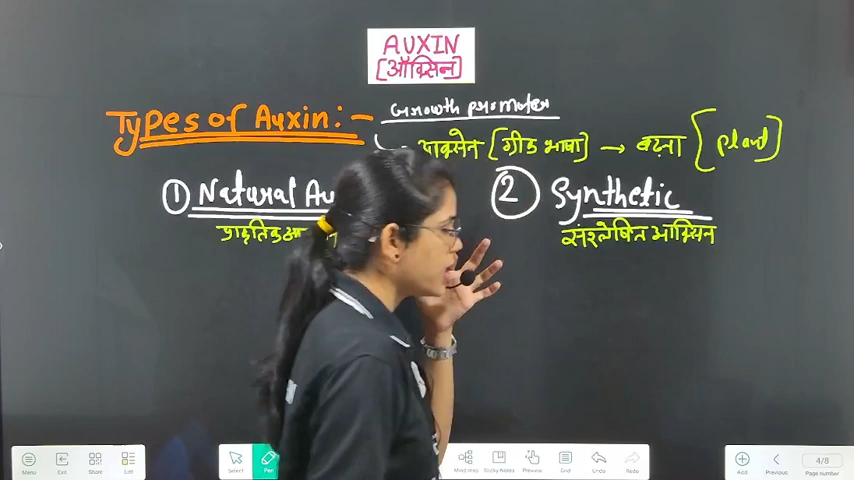 AUXIN
[ऑक्सिन]
Growth promoter
Types of Auxin:-
आक्सेन [ग्रीक भाषा] → बढ़ना [plant]
① Natural Au
② Synthetic
प्राकृतिक
संश्लेषित ऑक्सिन
Menu Exit Share List Select Pen Mind map Sticky Notes Preview Grid Undo Redo Add Previous 4/8 Page number